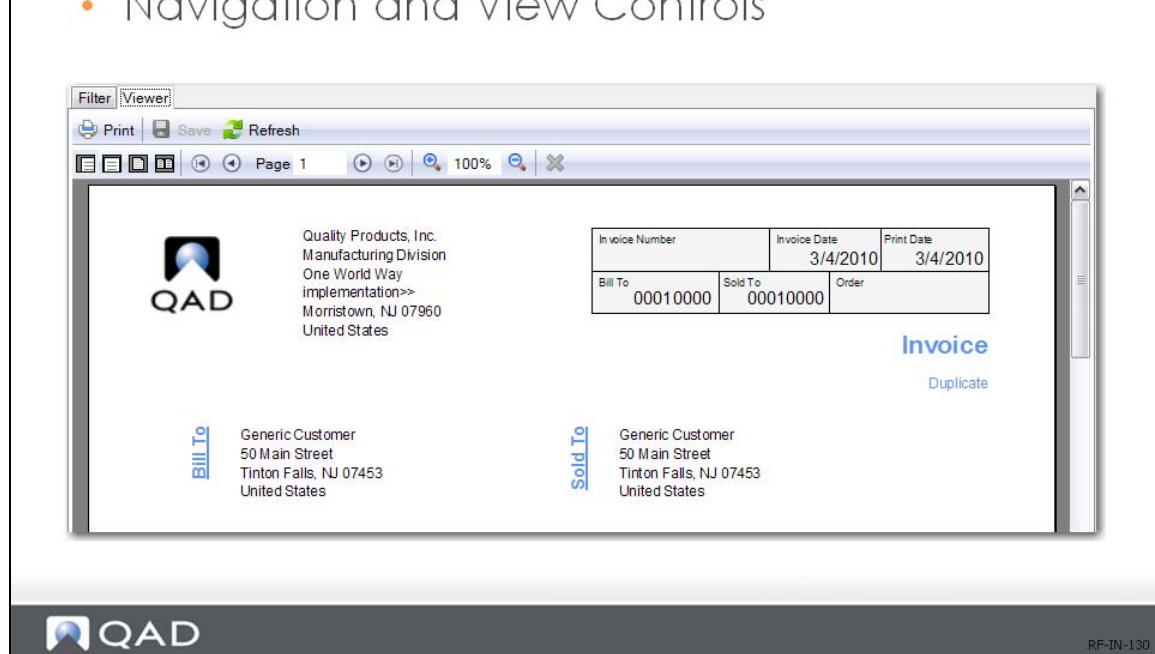 • Navigation and View Controls
Filter Viewer
Print Save Refresh
Page 1 100%
QAD
Quality Products, Inc.
Manufacturing Division
One World Way
implementation>>
Morristown, NJ 07960
United States
Invoice Number Invoice Date Print Date
3/4/2010 3/4/2010
Bill To Sold To Order
00010000 00010000
Invoice
Duplicate
Bill To
Generic Customer
50 Main Street
Tinton Falls, NJ 07453
United States
Sold To
Generic Customer
50 Main Street
Tinton Falls, NJ 07453
United States
QAD
RF-IN-130